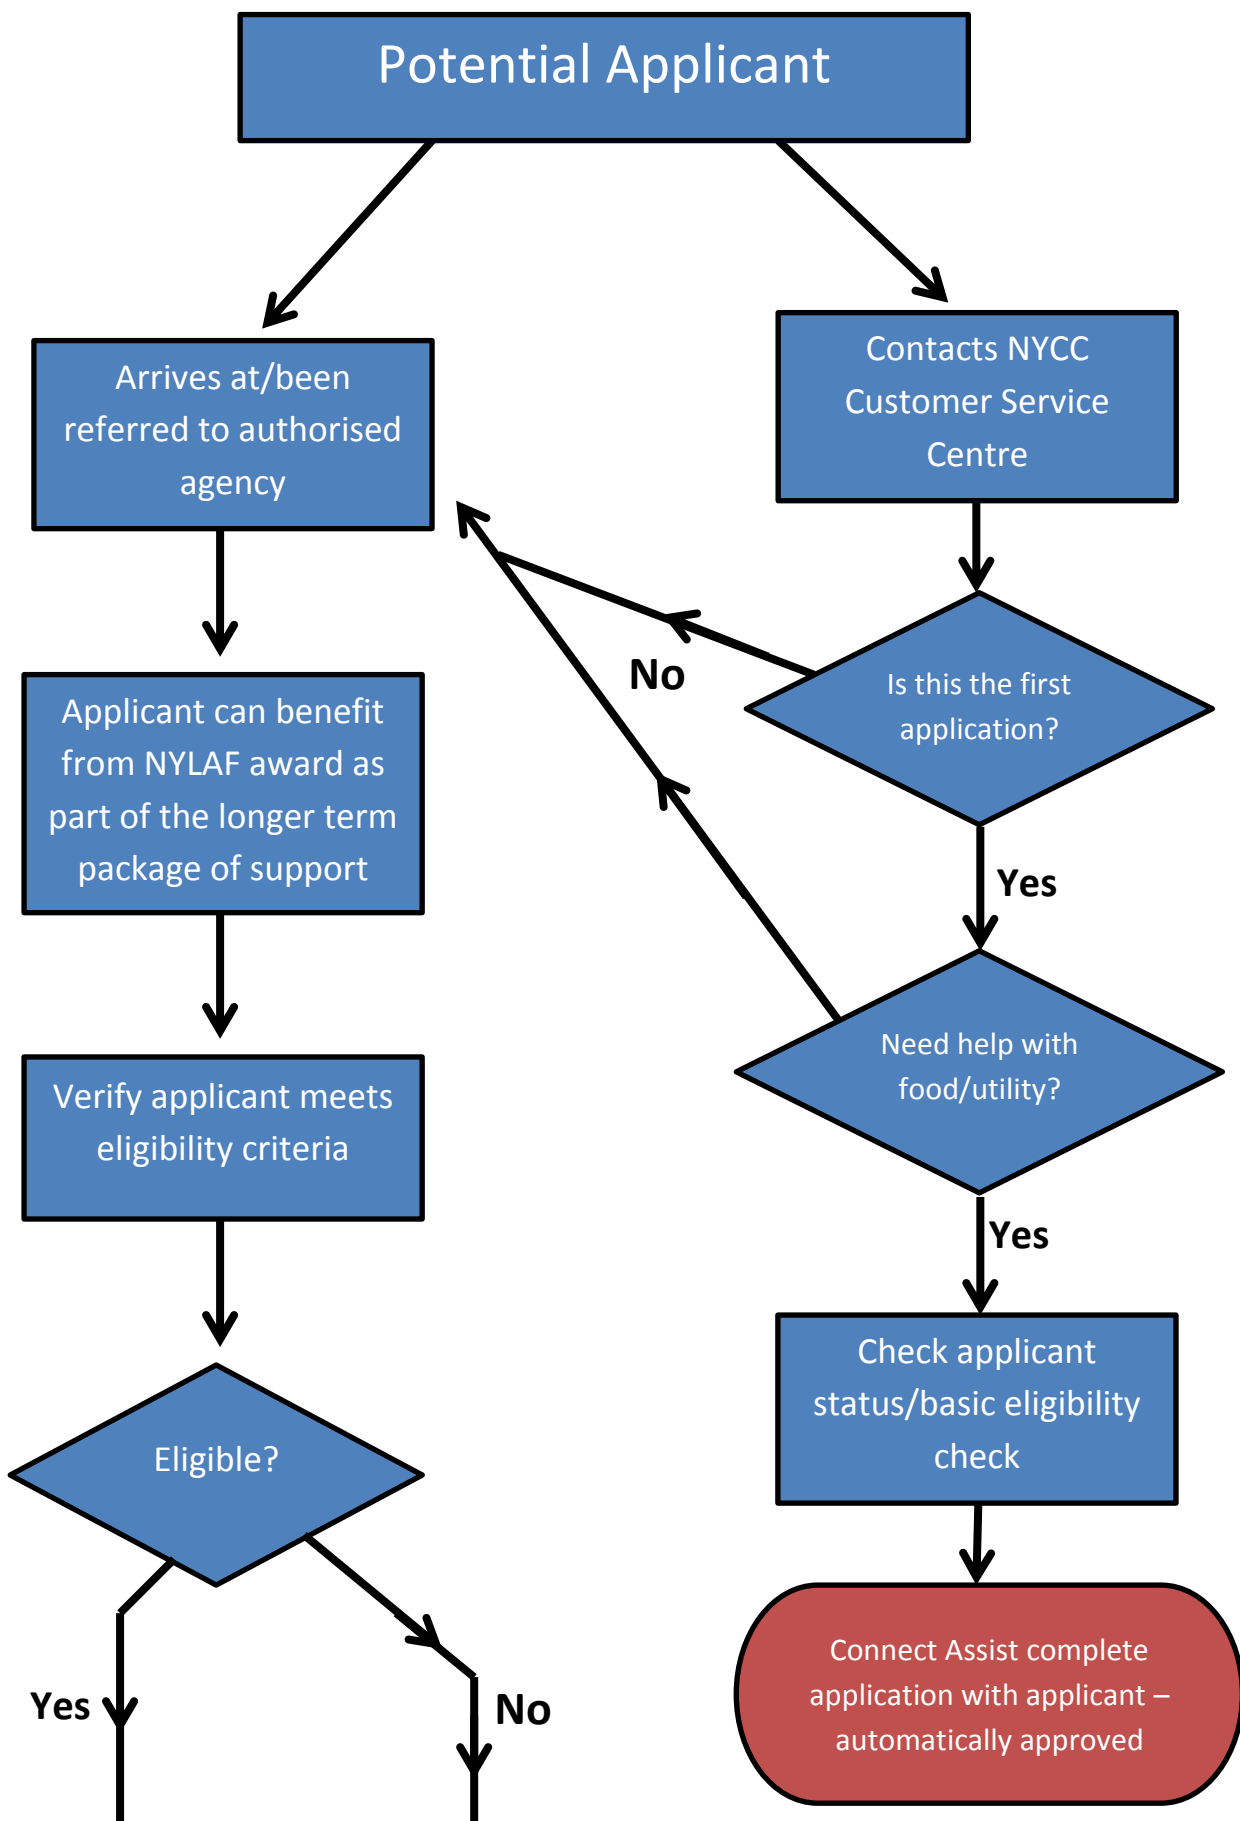 Potential Applicant
Arrives at/been
referred to authorised
agency
Contacts NYCC
Customer Service
Centre
Is this the first
application?
No
Applicant can benefit
from NYLAF award as
part of the longer term
package of support
Yes
Need help with
food/utility?
Verify applicant meets
eligibility criteria
Yes
Check applicant
status/basic eligibility
check
Eligible?
Connect Assist complete
application with applicant –
automatically approved
Yes
No